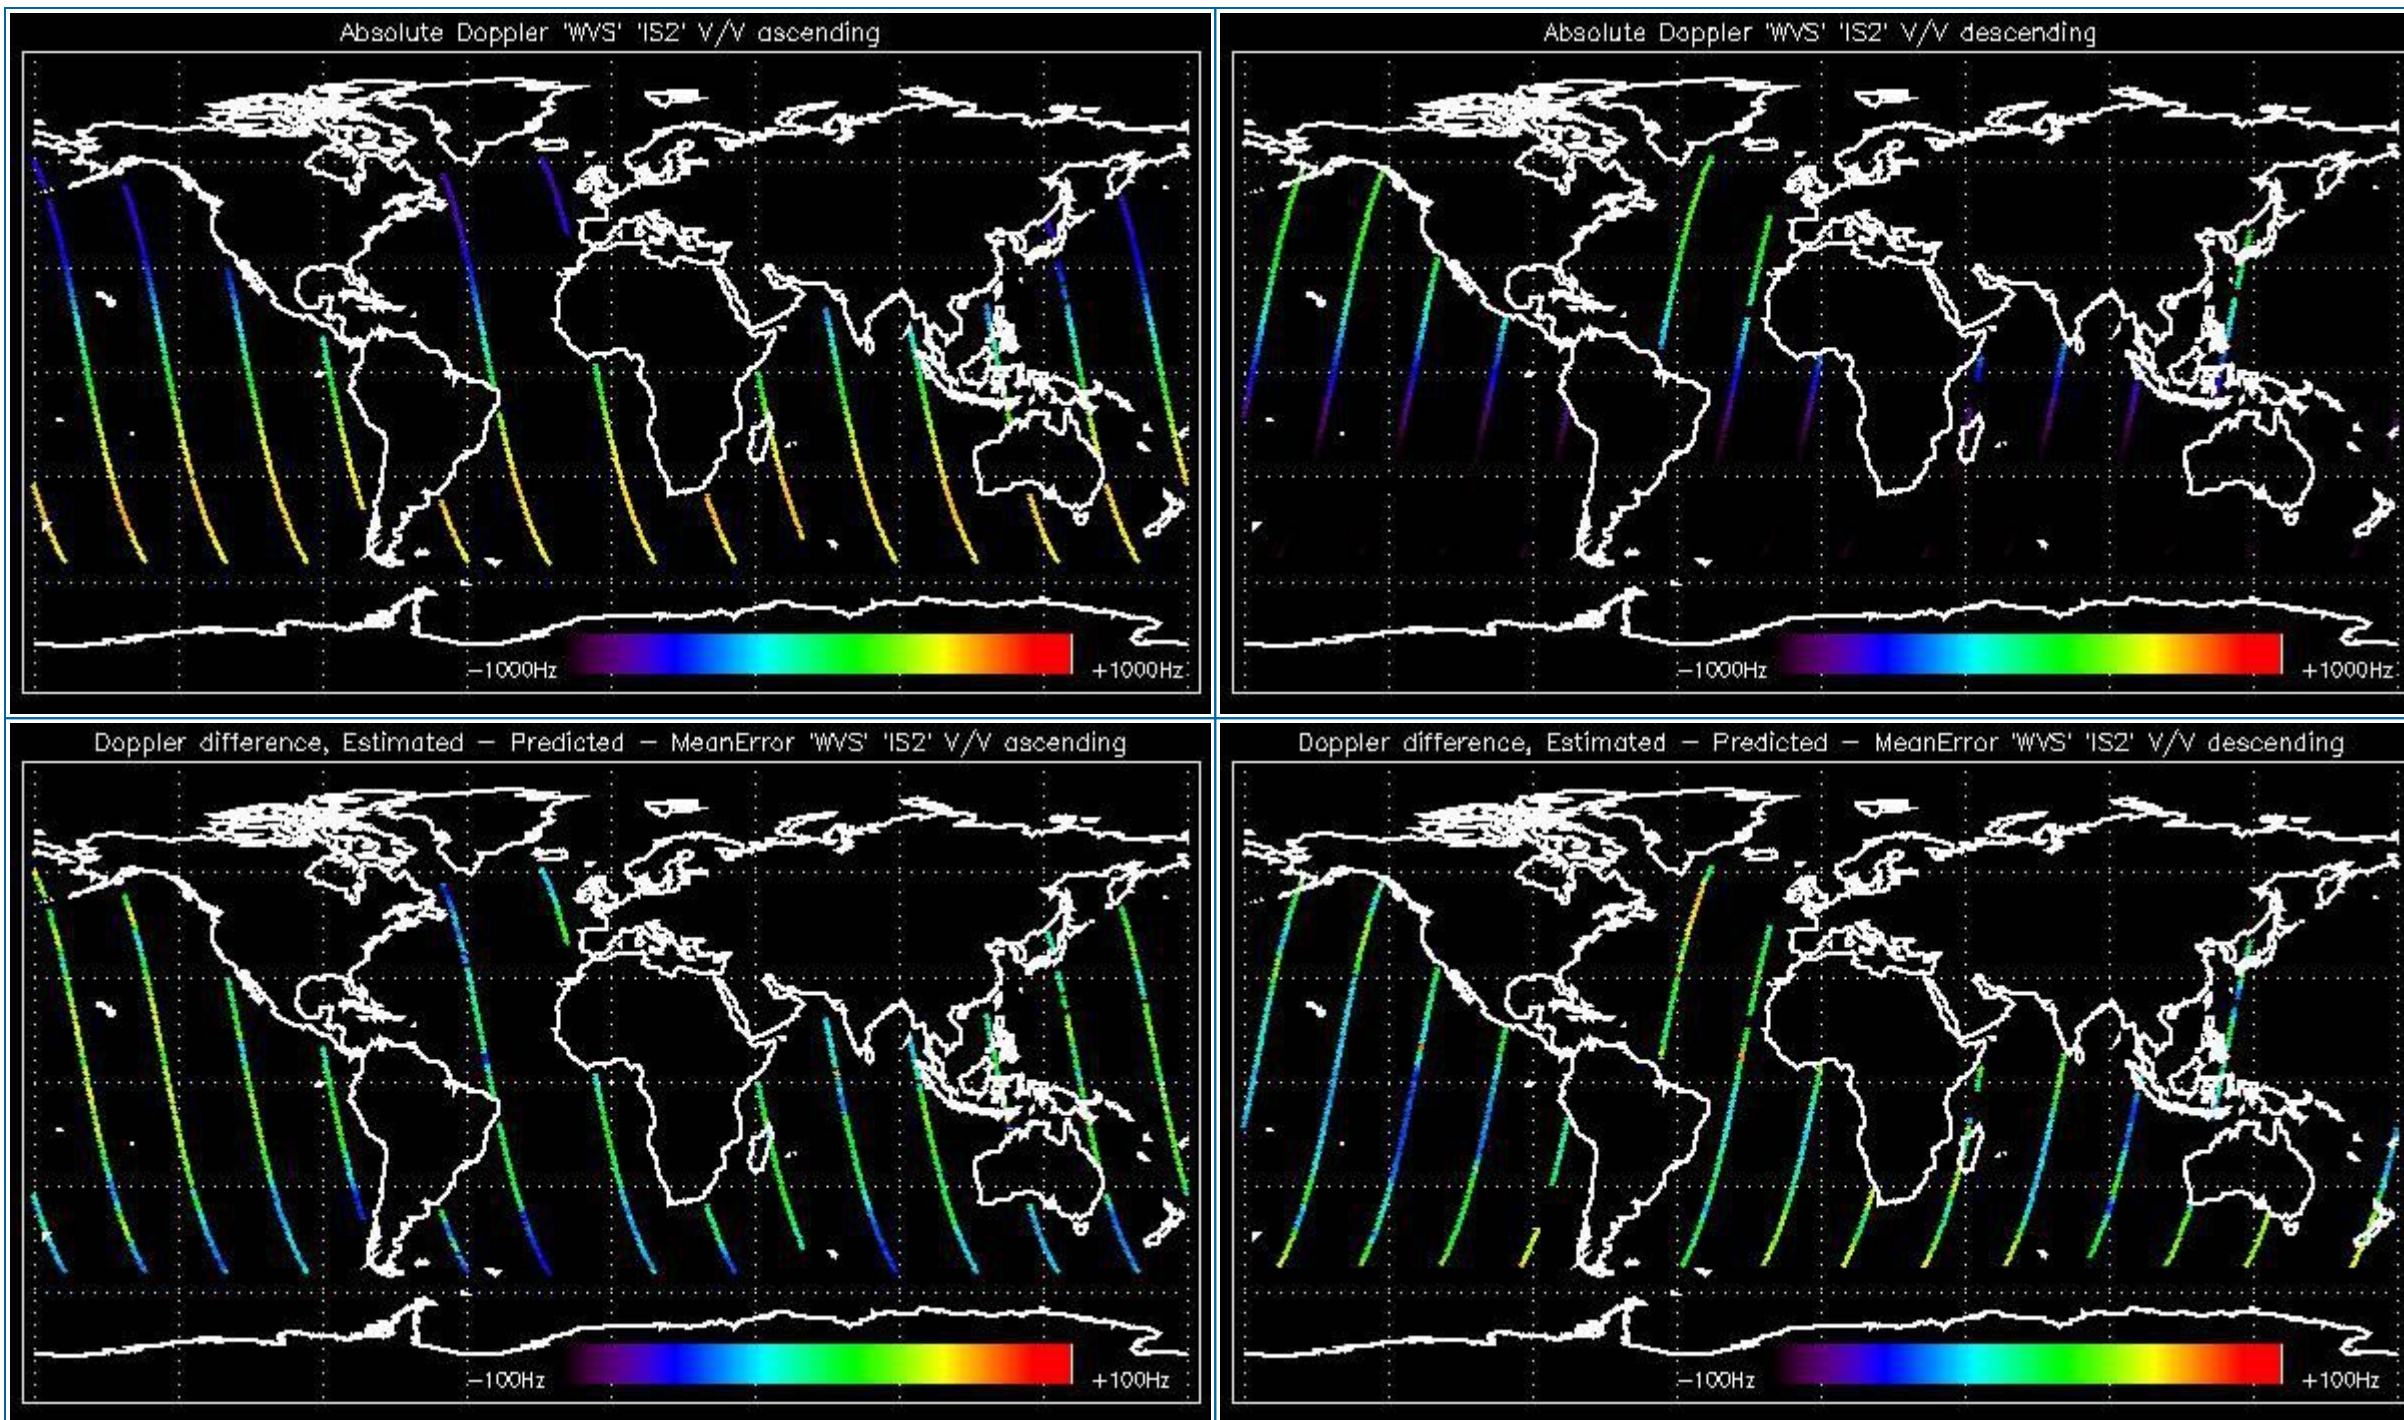 Absolute Doppler 'WVS' 'IS2' V/V ascending
-1000Hz
+1000Hz
Absolute Doppler 'WVS' 'IS2' V/V descending
-1000Hz
+1000Hz
Doppler difference, Estimated - Predicted - MeanError 'WVS' 'IS2' V/V ascending
-100Hz
+100Hz
Doppler difference, Estimated - Predicted - MeanError 'WVS' 'IS2' V/V descending
-100Hz
+100Hz